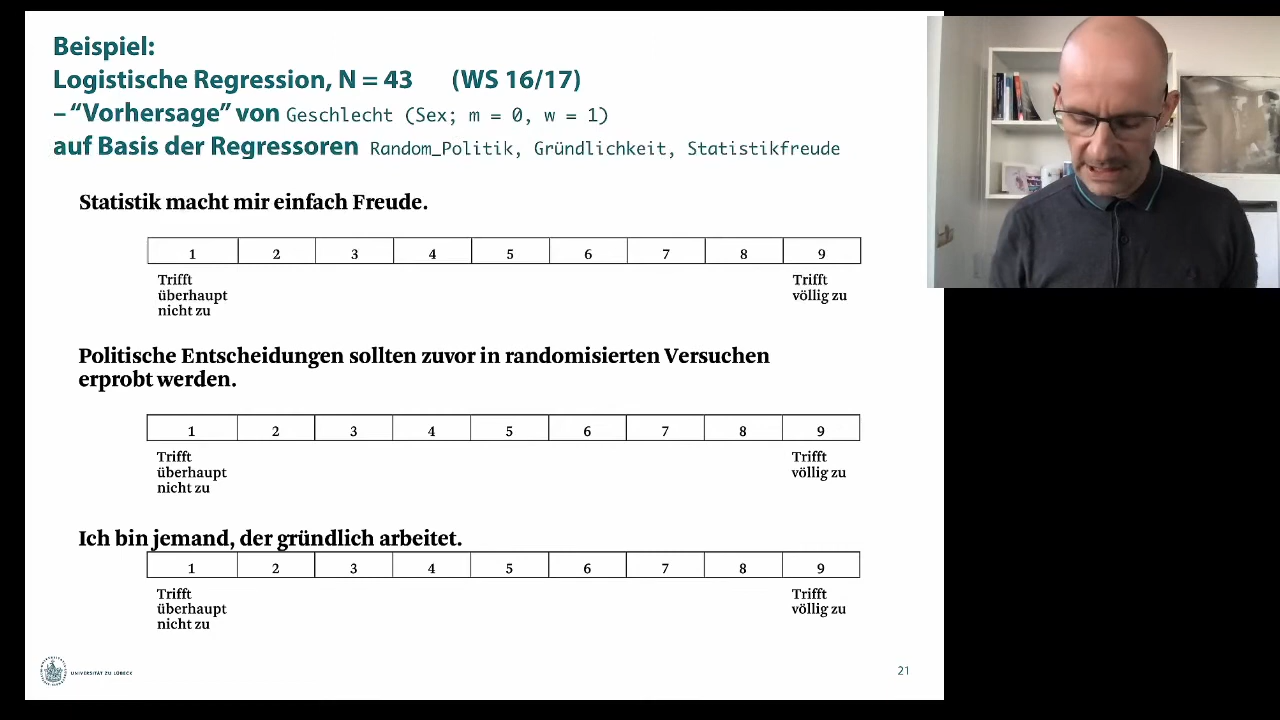 Beispiel:
Logistische Regression, N = 43 (WS 16/17)
– “Vorhersage” von Geschlecht (Sex; m = 0, w = 1)
auf Basis der Regressoren Random_Politik, Gründlichkeit, Statistikfreude
Statistik macht mir einfach Freude.
1 2 3 4 5 6 7 8 9
Trifft Trifft
überhaupt völlig zu
nicht zu
Politische Entscheidungen sollten zuvor in randomisierten Versuchen
erprobt werden.
1 2 3 4 5 6 7 8 9
Trifft Trifft
überhaupt völlig zu
nicht zu
Ich bin jemand, der gründlich arbeitet.
1 2 3 4 5 6 7 8 9
Trifft Trifft
überhaupt völlig zu
nicht zu
UNIVERSITÄT ZU LÜBECK
21